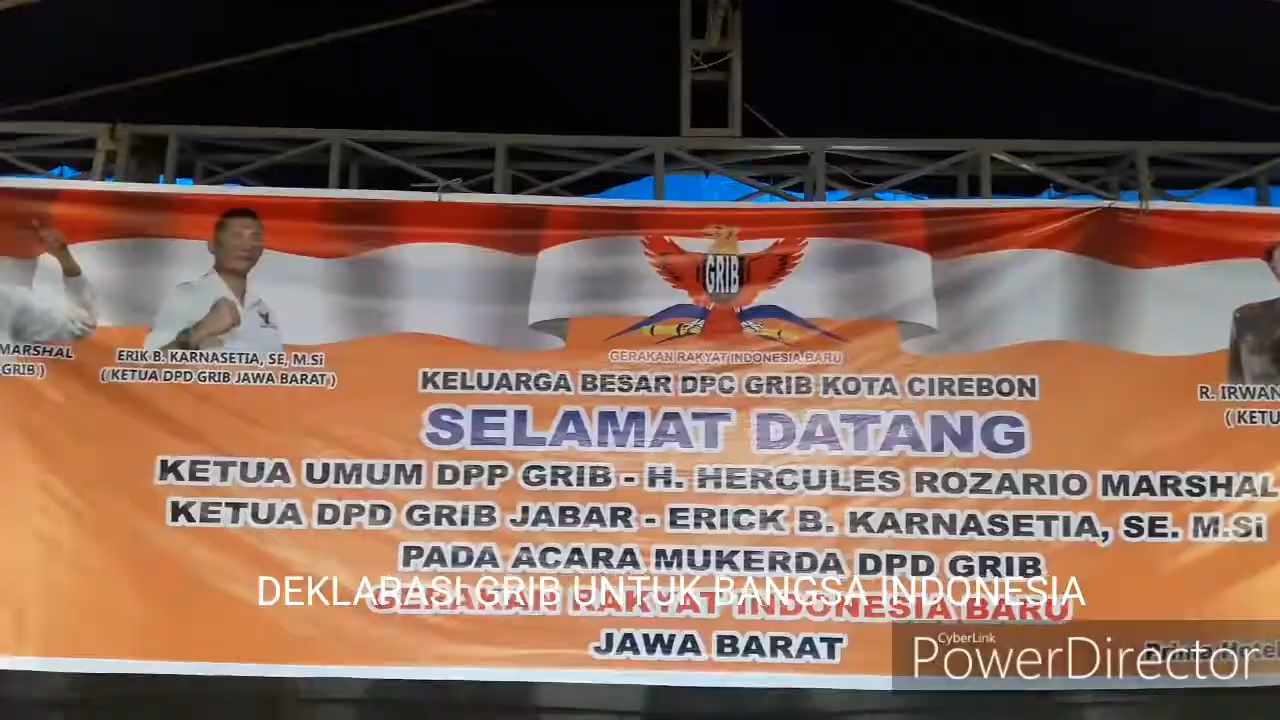 GRIB
GERAKAN RAKYAT INDONESIA BARU
MARSHAL
GRIB )
ERIK B. KARNASETIA, SE, M.Si
( KETUA DPD GRIB JAWA BARAT )
R. IRWAN
( KETU
KELUARGA BESAR DPC GRIB KOTA CIREBON
SELAMAT DATANG
KETUA UMUM DPP GRIB - H. HERCULES ROZARIO MARSHAL
KETUA DPD GRIB JABAR - ERICK B. KARNASETIA, SE. M.Si
PADA ACARA MUKERDA DPD GRIB
GERAKAN RAKYAT INDONESIA BARU
JAWA BARAT
Prima Hotel
DEKLARASI GRIB UNTUK BANGSA INDONESIA
CyberLink
PowerDirector